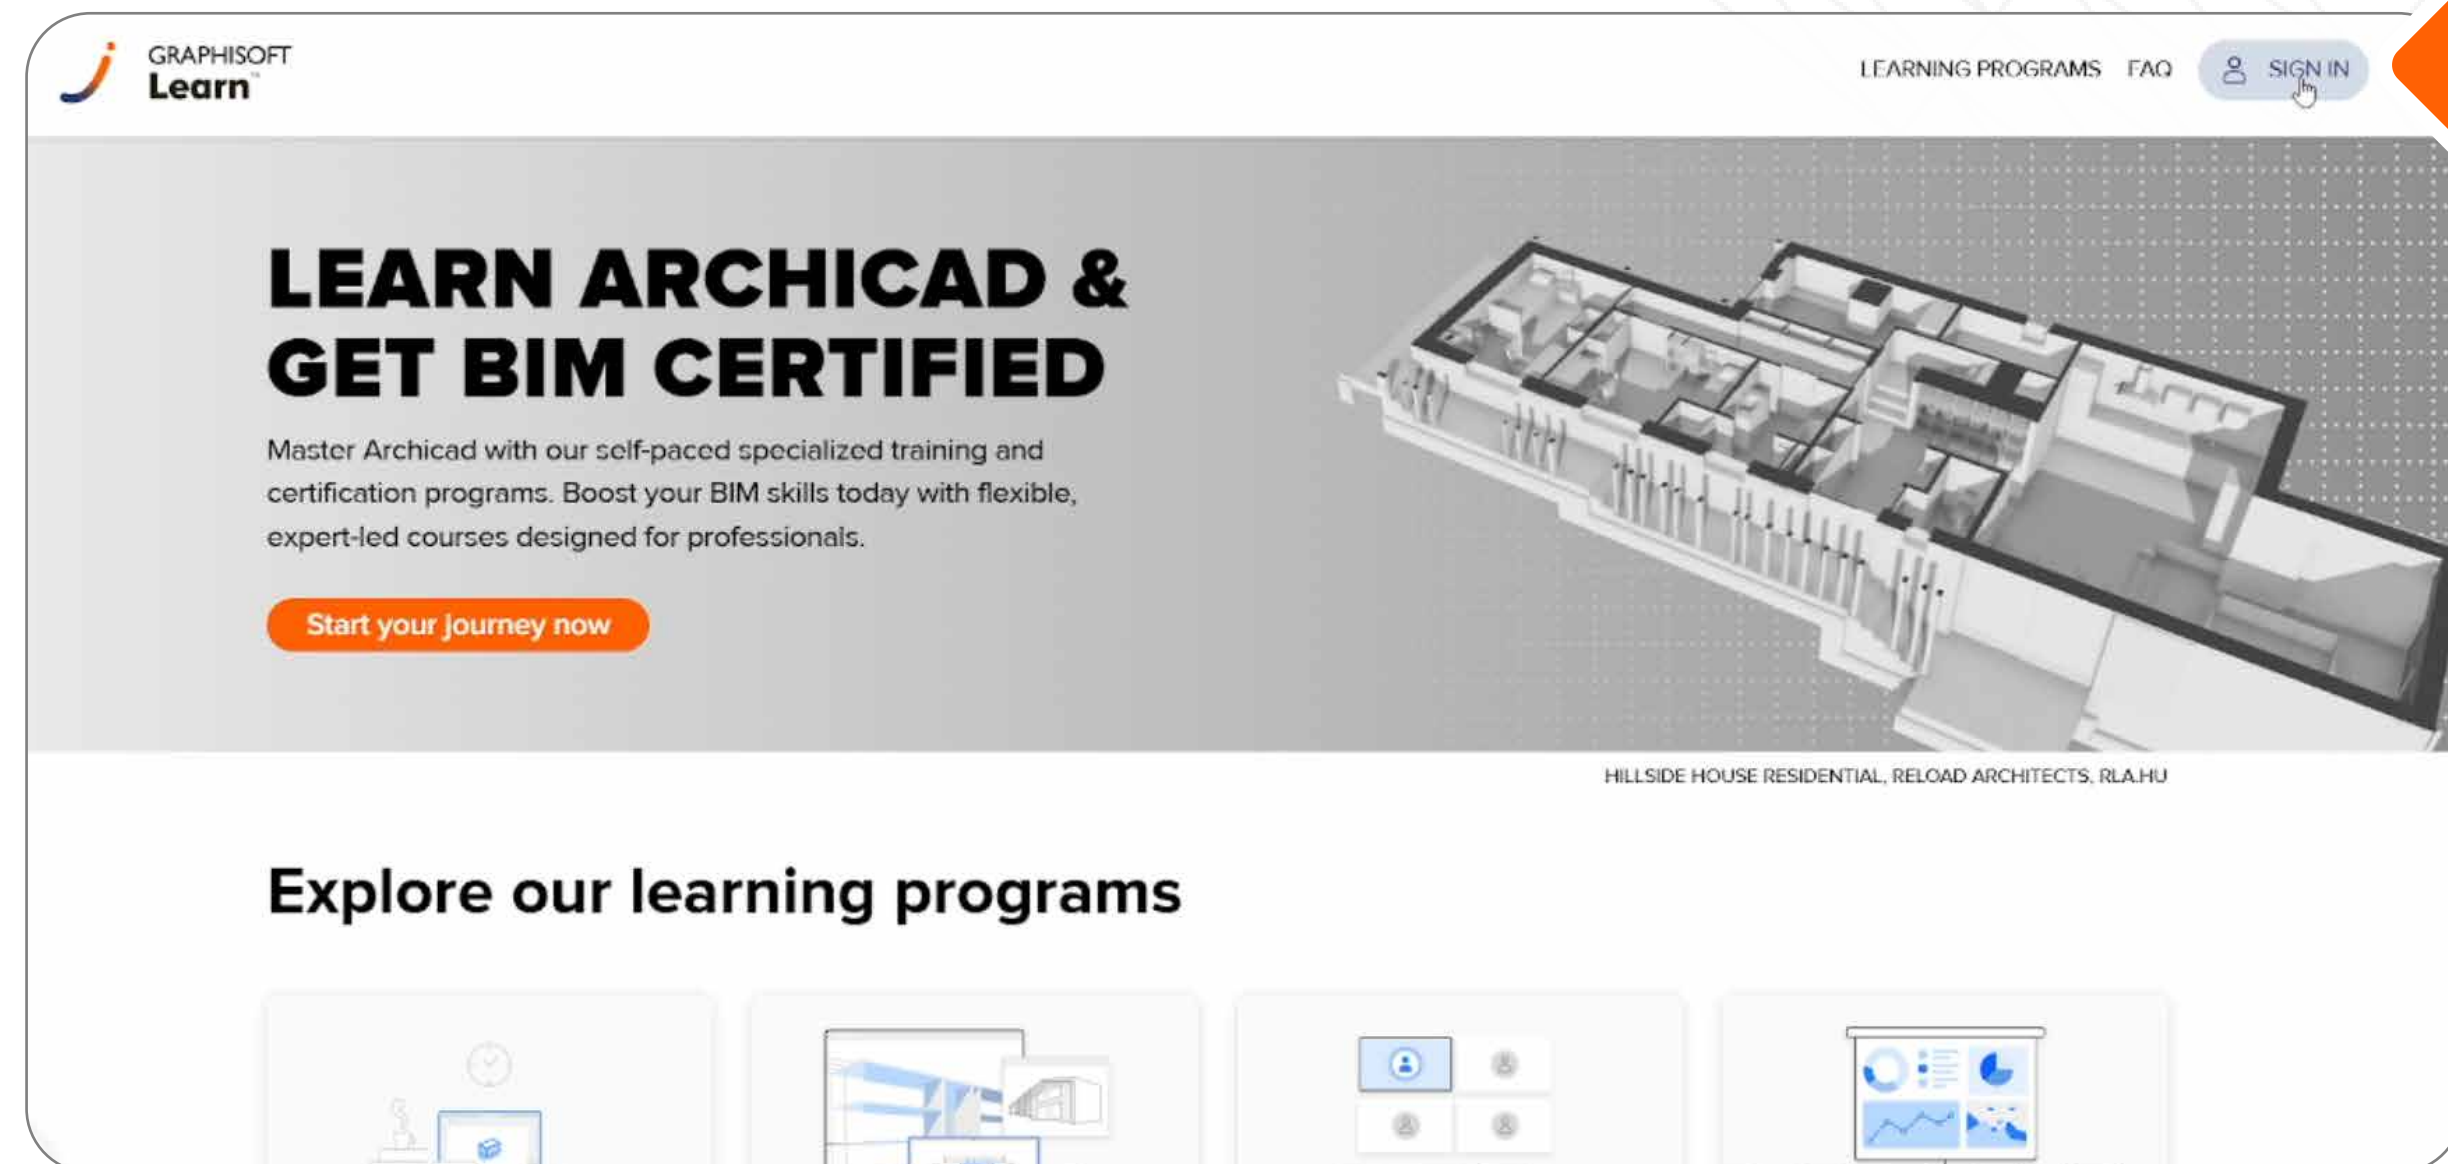 GRAPHISOFT
Learn™
LEARNING PROGRAMS FAQ SIGN IN
LEARN ARCHICAD &
GET BIM CERTIFIED
Master Archicad with our self-paced specialized training and
certification programs. Boost your BIM skills today with flexible,
expert-led courses designed for professionals.
Start your journey now
HILLSIDE HOUSE RESIDENTIAL, RELOAD ARCHITECTS, RLA.HU
Explore our learning programs